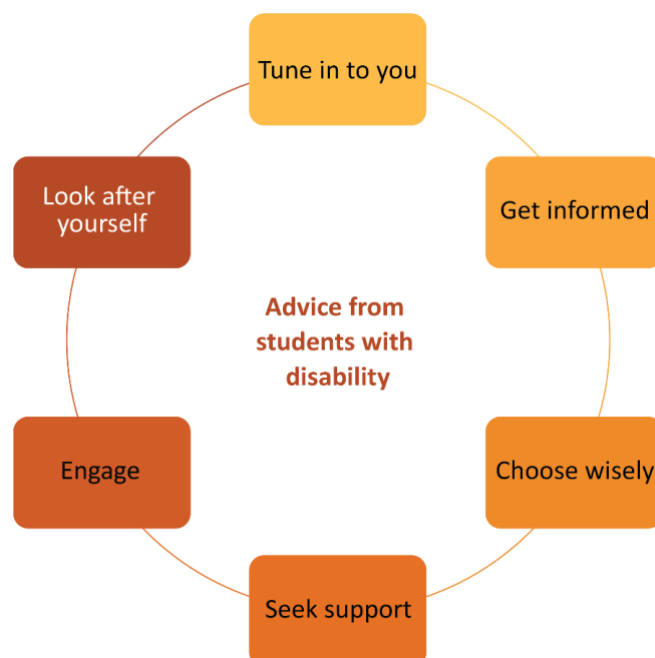 Tune in to you
Get informed
Choose wisely
Seek support
Engage
Look after
yourself
Advice from
students with
disability